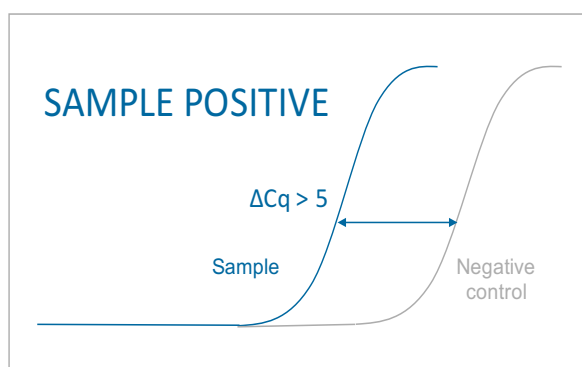 SAMPLE POSITIVE
ΔCq > 5
Sample
Negative
control